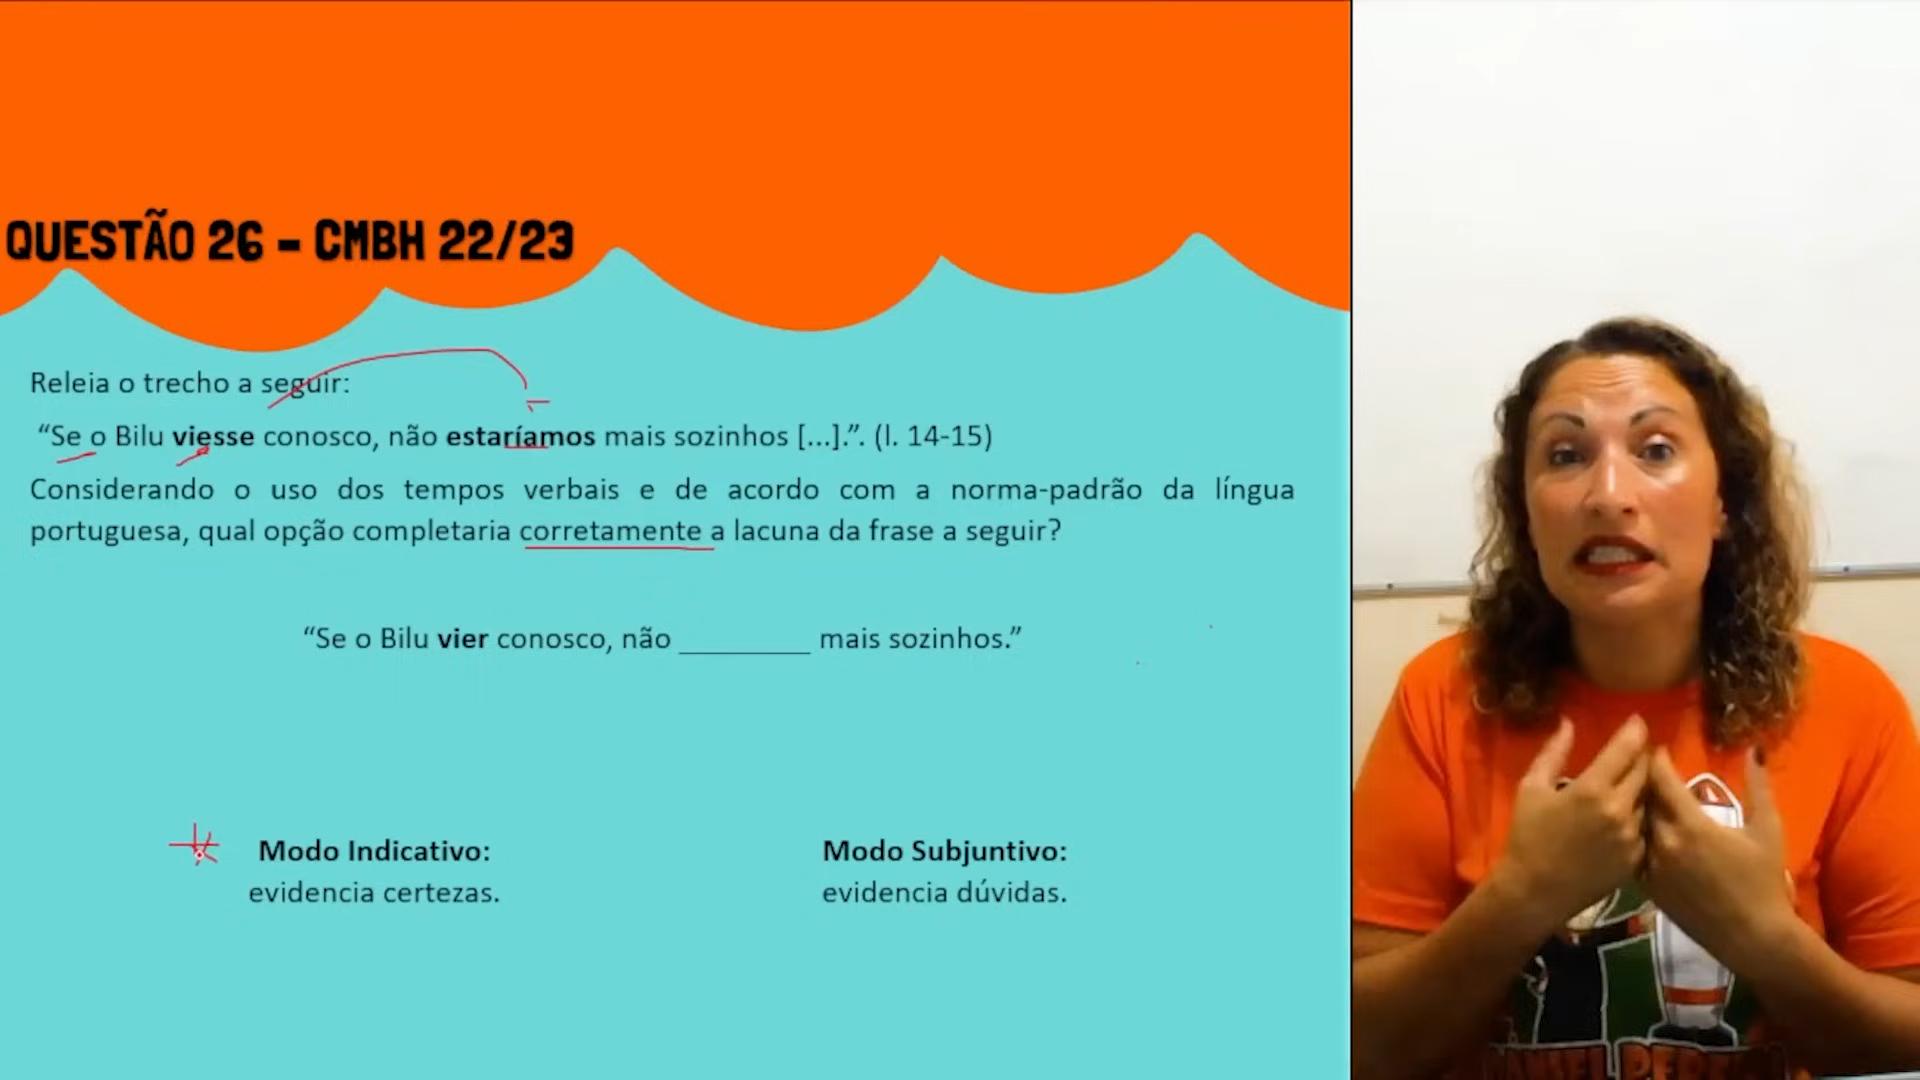 QUESTÃO 26 - CMBH 22/23
Releia o trecho a seguir:
“Se o Bilu viesse conosco, não estaríamos mais sozinhos [...].”. (l. 14-15)
Considerando o uso dos tempos verbais e de acordo com a norma-padrão da língua
portuguesa, qual opção completaria corretamente a lacuna da frase a seguir?
“Se o Bilu vier conosco, não _________ mais sozinhos.”
Modo Indicativo:
evidencia certezas.
Modo Subjuntivo:
evidencia dúvidas.